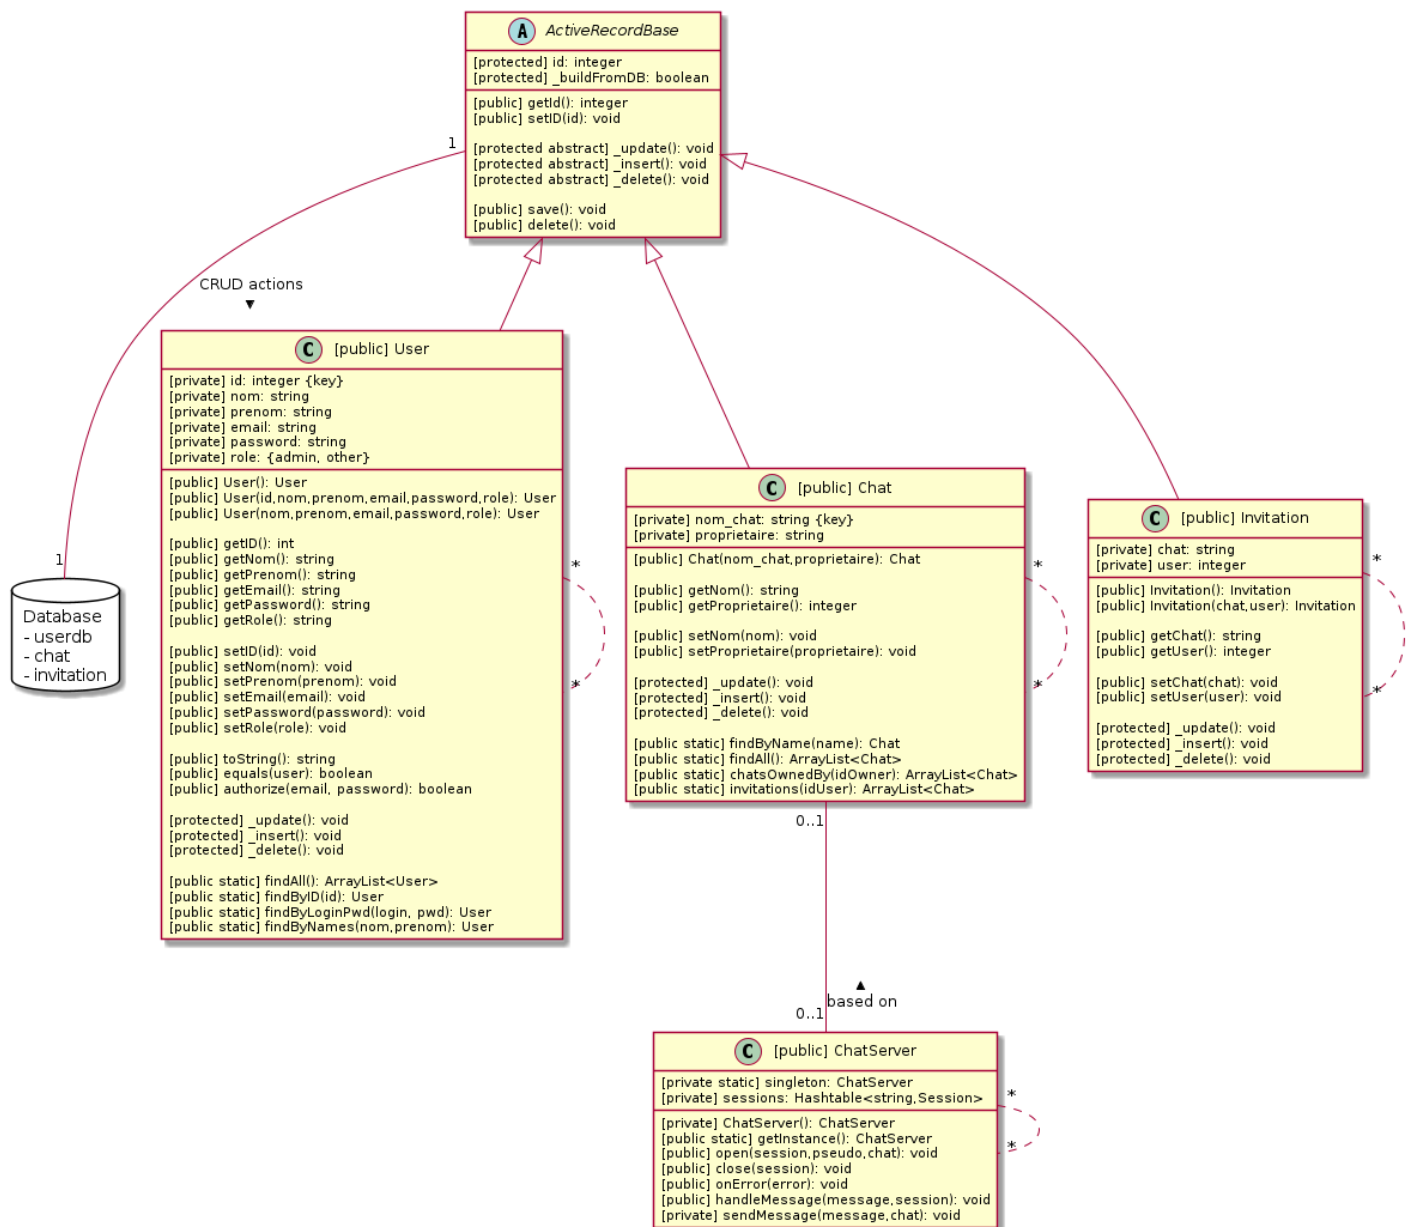 A ActiveRecordBase
[protected] id: integer
[protected] _buildFromDB: boolean
[public] getId(): integer
[public] setID(id): void
[protected abstract] _update(): void
[protected abstract] _insert(): void
[protected abstract] _delete(): void
[public] save(): void
[public] delete(): void
1
CRUD actions
▼
1
Database
- userdb
- chat
- invitation
C [public] User
[private] id: integer {key}
[private] nom: string
[private] prenom: string
[private] email: string
[private] password: string
[private] role: {admin, other}
[public] User(): User
[public] User(id,nom,prenom,email,password,role): User
[public] User(nom,prenom,email,password,role): User
[public] getID(): int
[public] getNom(): string
[public] getPrenom(): string
[public] getEmail(): string
[public] getPassword(): string
[public] getRole(): string
[public] setID(id): void
[public] setNom(nom): void
[public] setPrenom(prenom): void
[public] setEmail(email): void
[public] setPassword(password): void
[public] setRole(role): void
[public] toString(): string
[public] equals(user): boolean
[public] authorize(email, password): boolean
[protected] _update(): void
[protected] _insert(): void
[protected] _delete(): void
[public static] findAll(): ArrayList<User>
[public static] findByID(id): User
[public static] findByLoginPwd(login, pwd): User
[public static] findByNames(nom,prenom): User
*
*
C [public] Chat
[private] nom_chat: string {key}
[private] proprietaire: string
[public] Chat(nom_chat,proprietaire): Chat
[public] getNom(): string
[public] getProprietaire(): integer
[public] setNom(nom): void
[public] setProprietaire(proprietaire): void
[protected] _update(): void
[protected] _insert(): void
[protected] _delete(): void
[public static] findByName(name): Chat
[public static] findAll(): ArrayList<Chat>
[public static] chatsOwnedBy(idOwner): ArrayList<Chat>
[public static] invitations(idUser): ArrayList<Chat>
*
*
C [public] Invitation
[private] chat: string
[private] user: integer
[public] Invitation(): Invitation
[public] Invitation(chat,user): Invitation
[public] getChat(): string
[public] getUser(): integer
[public] setChat(chat): void
[public] setUser(user): void
[protected] _update(): void
[protected] _insert(): void
[protected] _delete(): void
*
*
0..1
▲
based on
0..1
C [public] ChatServer
[private static] singleton: ChatServer
[private] sessions: Hashtable<string,Session>
[private] ChatServer(): ChatServer
[public static] getInstance(): ChatServer
[public] open(session,pseudo,chat): void
[public] close(session): void
[public] onError(error): void
[public] handleMessage(message,session): void
[private] sendMessage(message,chat): void
*
*